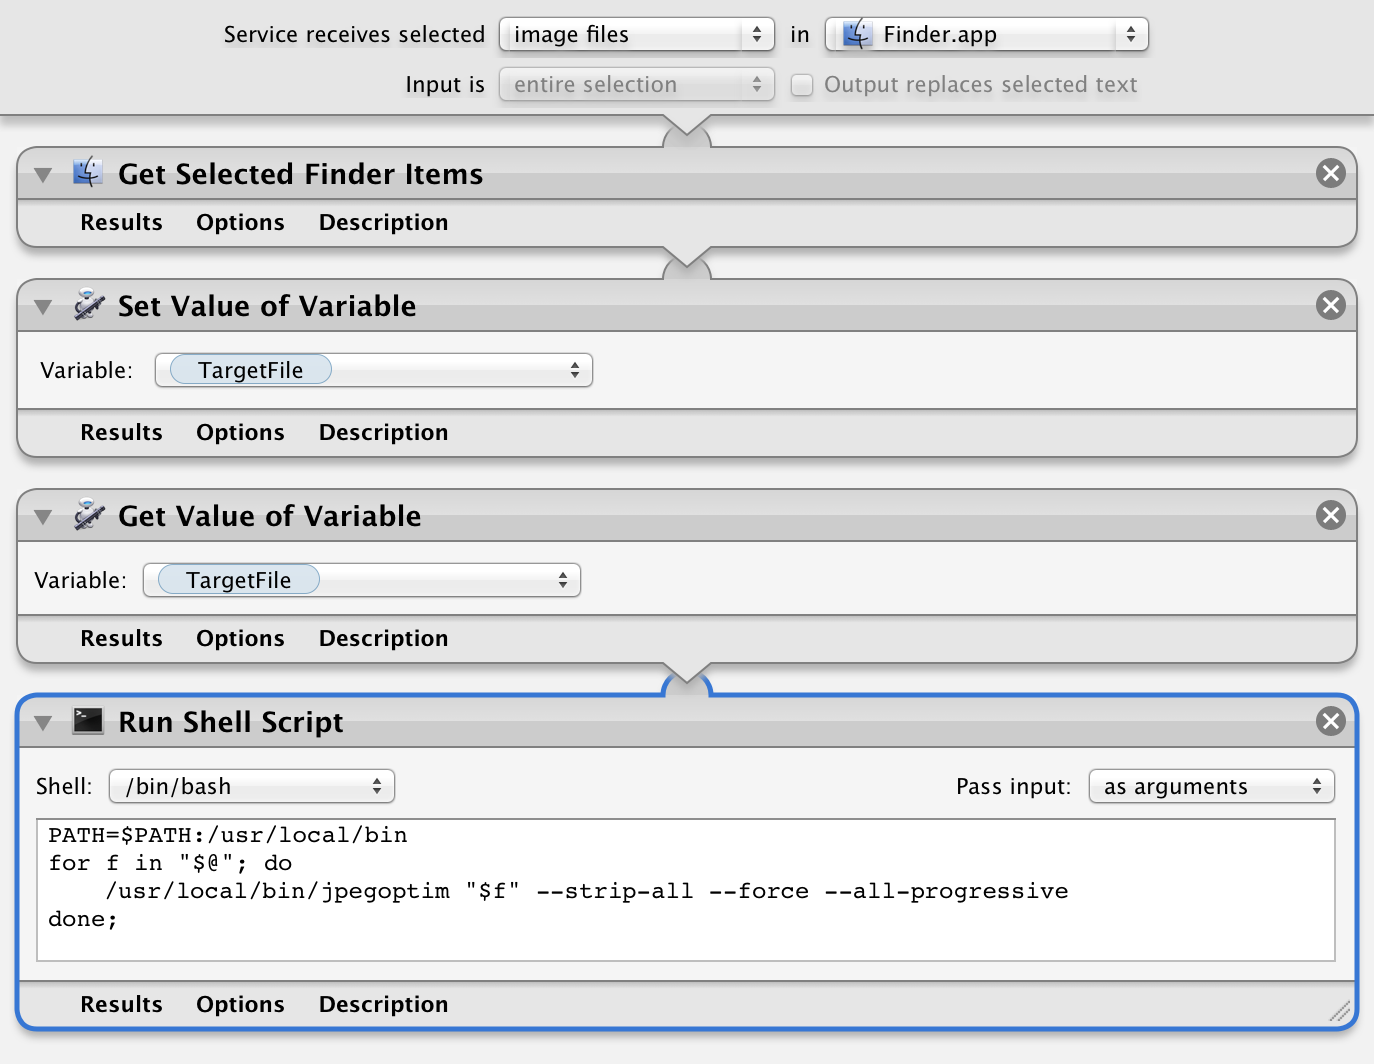 Service receives selected image files in Finder.app
Input is entire selection Output replaces selected text
Get Selected Finder Items
Results Options Description
Set Value of Variable
Variable: TargetFile
Results Options Description
Get Value of Variable
Variable: TargetFile
Results Options Description
Run Shell Script
Shell: /bin/bash Pass input: as arguments
PATH=$PATH:/usr/local/bin
for f in "$@"; do
    /usr/local/bin/jpegoptim "$f" --strip-all --force --all-progressive
done;
Results Options Description